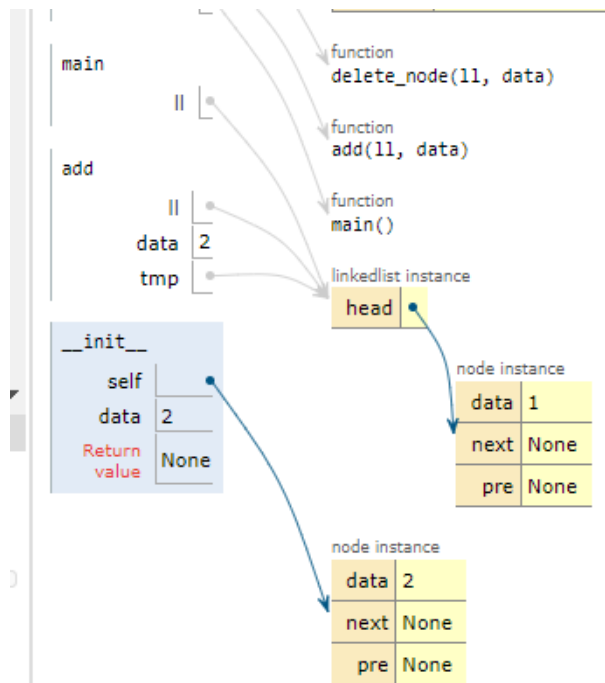 main
ll
add
ll
data 2
tmp
__init__
self
data 2
Return
value None
function
delete_node(ll, data)
function
add(ll, data)
function
main()
linkedlist instance
head
node instance
data 1
next None
pre None
node instance
data 2
next None
pre None